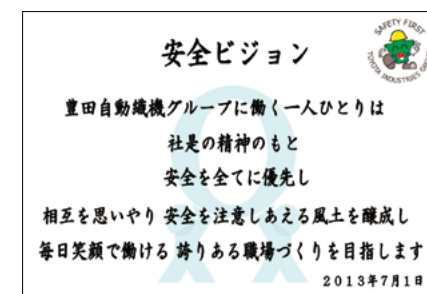 SAFETY FIRST
TOYOTA INDUSTRIES GROUP
安全ビジョン
豊田自動織機グループに働く一人ひとりは
社是の精神のもと
安全を全てに優先し
相互を思いやり 安全を注意しあえる風土を醸成し
毎日笑顔で働ける 誇りある職場づくりを目指します
2013年7月1日